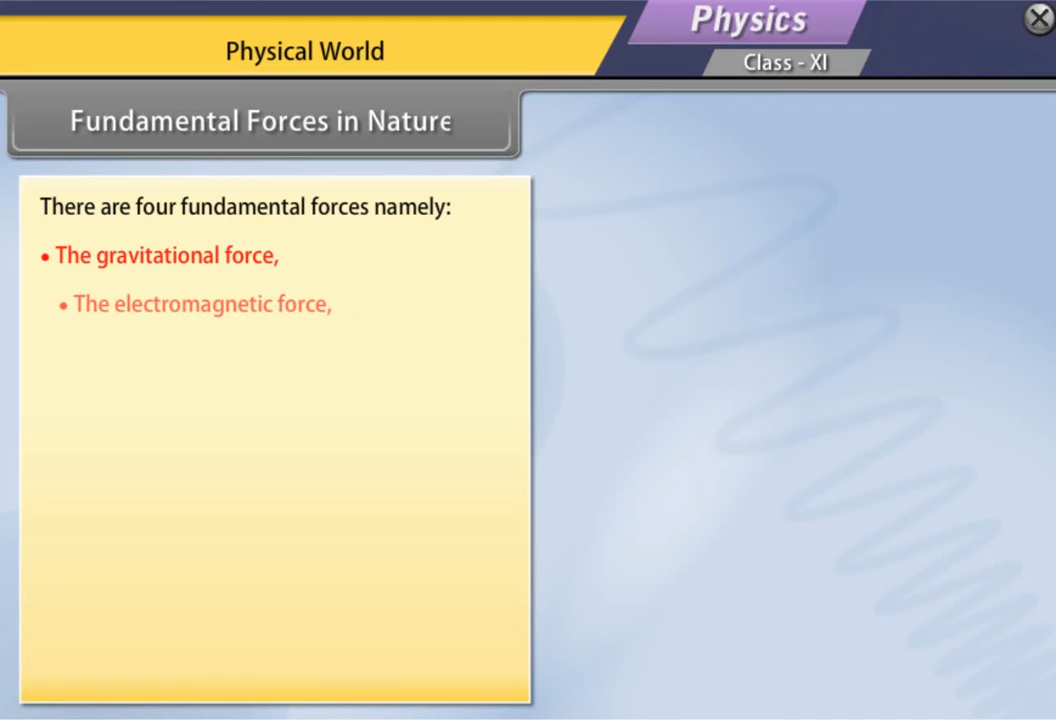 Physics
Physical World
Class - XI
Fundamental Forces in Nature
There are four fundamental forces namely:
• The gravitational force,
• The electromagnetic force,